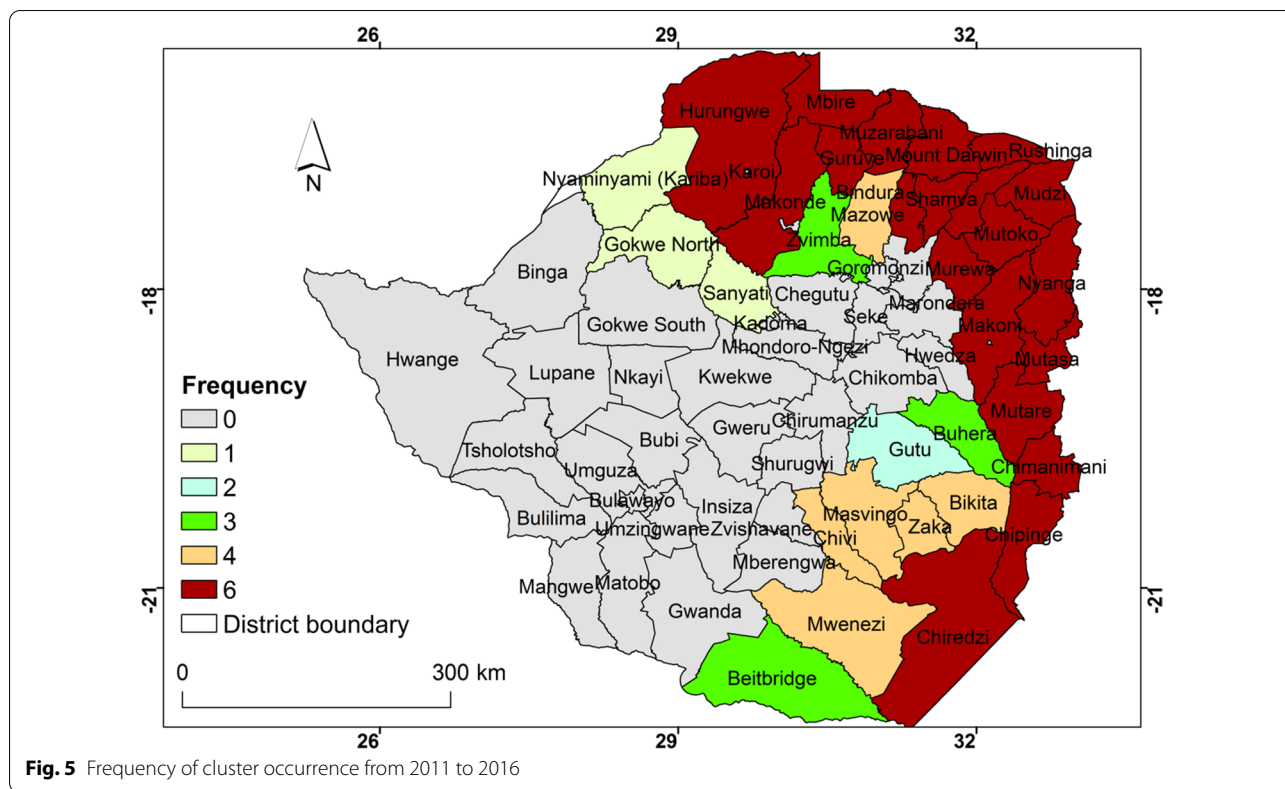 26 29 32
N
Hurungwe
Mbire
Muzarabani
Guruve
Mount Darwin
Rushinga
Nyaminyami (Kariba)
Karoi
Makonde
Bindura
Shamva
Mudzi
Mazowe
Zvimba
Mutoko
Gokwe North
Binga
Goromonzi
Murewa
Nyanga
Sanyati
Chegutu
Marondera
-18 -18
Gokwe South
Kadoma
Seke
Makoni
Mhondoro-Ngezi
Hwedza
Mutasa
Hwange
Lupane
Nkayi
Kwekwe
Chikomba
Frequency
0
1
2
3
4
6
District boundary
Mutare
Chirumanzu
Gweru
Buhera
Tsholotsho
Bubi
Gutu
Umguza
Shurugwi
Chimanimani
Bulawayo
Insiza
Bikita
Masvingo
Bulilima
Umzingwane
Zvishavane
Zaka
Chivi
Chipinge
Mberengwa
Mangwe
Matobo
-21 -21
Gwanda
Mwenezi
Chiredzi
Beitbridge
0 300 km
26 29 32
Fig. 5 Frequency of cluster occurrence from 2011 to 2016